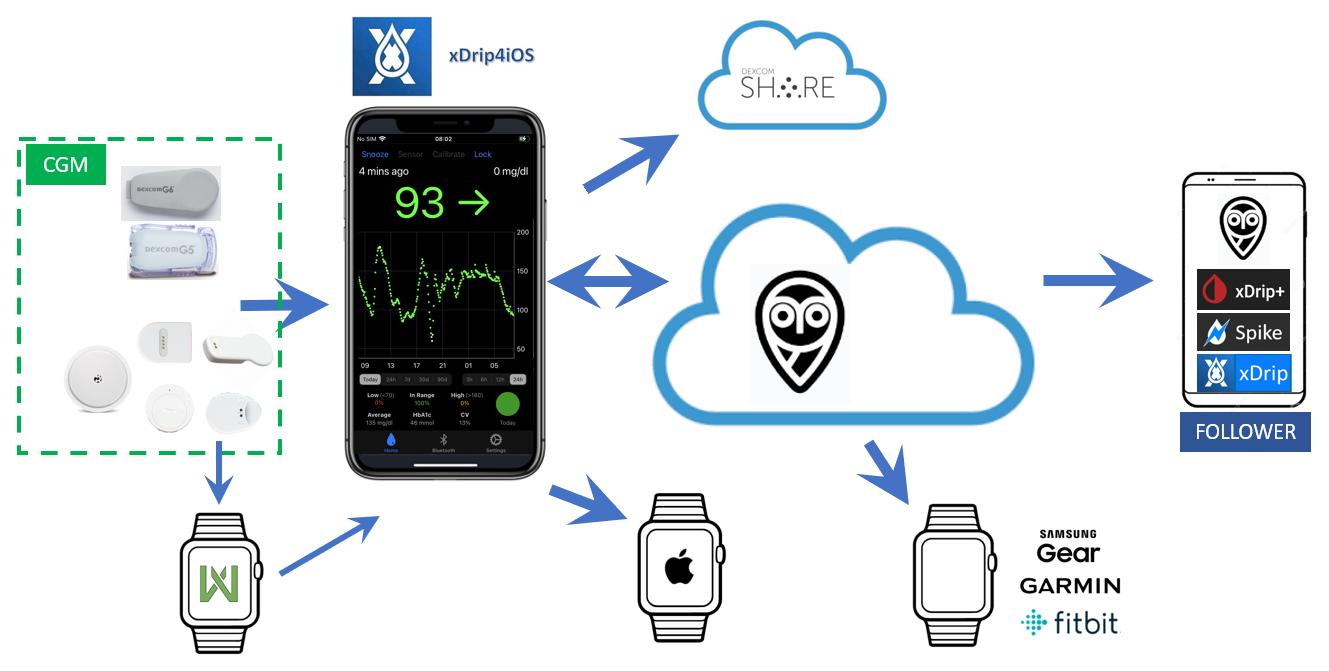 xDrip4iOS
DEXCOM
SH RE
CGM
DEXCOM G6
DEXCOM G5
No SIM 08:02
Snooze Sensor Calibrate Lock
4 mins ago 0 mg/dl
93
200
150
100
50
09 13 17 21 01 05
Today 24h 7d 30d 90d 3h 6h 12h 24h
Low (<70) In Range High (>180)
0% 100% 0%
Average HbA1c CV
135 mg/dl 46 mmol 13% Today
Home Bluetooth Settings
xDrip+
Spike
xDrip
FOLLOWER
SAMSUNG
Gear
GARMIN
fitbit